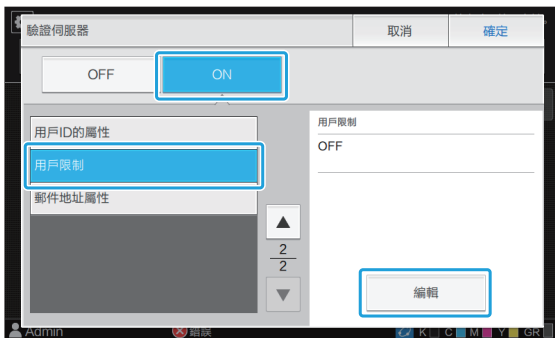 驗證伺服器
取消
確定
OFF
ON
用戶ID的屬性
用戶限制
郵件地址屬性
2
2
用戶限制
OFF
編輯
Admin
錯誤
K C M Y GR